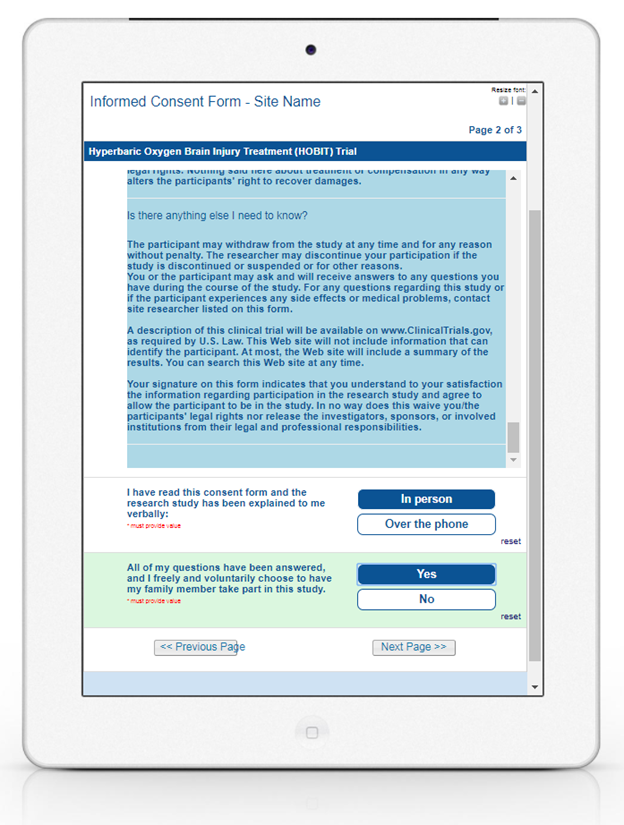 Resize font:
Informed Consent Form - Site Name
+ | -
Page 2 of 3
Hyperbaric Oxygen Brain Injury Treatment (HOBIT) Trial
legal rights. Nothing said here about treatment or compensation in any way
alters the participants' right to recover damages.
Is there anything else I need to know?
The participant may withdraw from the study at any time and for any reason
without penalty. The researcher may discontinue your participation if the
study is discontinued or suspended or for other reasons.
You or the participant may ask and will receive answers to any questions you
have during the course of the study. For any questions regarding this study or
if the participant experiences any side effects or medical problems, contact
site researcher listed on this form.
A description of this clinical trial will be available on www.ClinicalTrials.gov,
as required by U.S. Law. This Web site will not include information that can
identify the participant. At most, the Web site will include a summary of the
results. You can search this Web site at any time.
Your signature on this form indicates that you understand to your satisfaction
the information regarding participation in the research study and agree to
allow the participant to be in the study. In no way does this waive you/the
participants' legal rights nor release the investigators, sponsors, or involved
institutions from their legal and professional responsibilities.
I have read this consent form and the
research study has been explained to me
verbally:
* must provide value
In person
Over the phone
reset
All of my questions have been answered,
and I freely and voluntarily choose to have
my family member take part in this study.
* must provide value
Yes
No
reset
<< Previous Page
Next Page >>